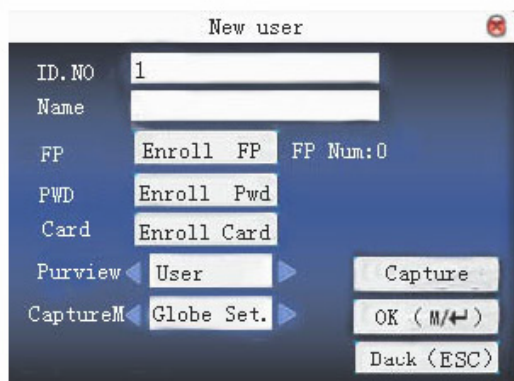 New user
ID.NO 1
Name
FP Enroll FP FP Num:0
PWD Enroll Pwd
Card Enroll Card
Purview User Capture
CaptureM Globe Set. OK (M/↵)
Back (ESC)